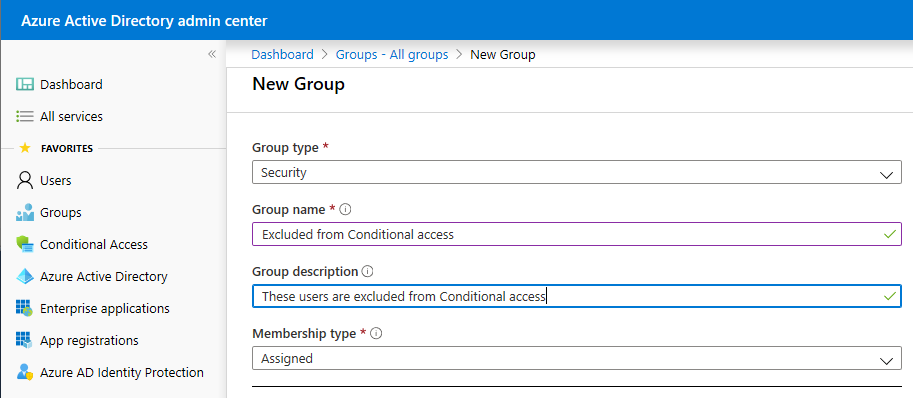 Azure Active Directory admin center
«
Dashboard > Groups - All groups > New Group
Dashboard
All services
FAVORITES
Users
Groups
Conditional Access
Azure Active Directory
Enterprise applications
App registrations
Azure AD Identity Protection
New Group
Group type *
Security
Group name *
Excluded from Conditional access
Group description
These users are excluded from Conditional access
Membership type *
Assigned